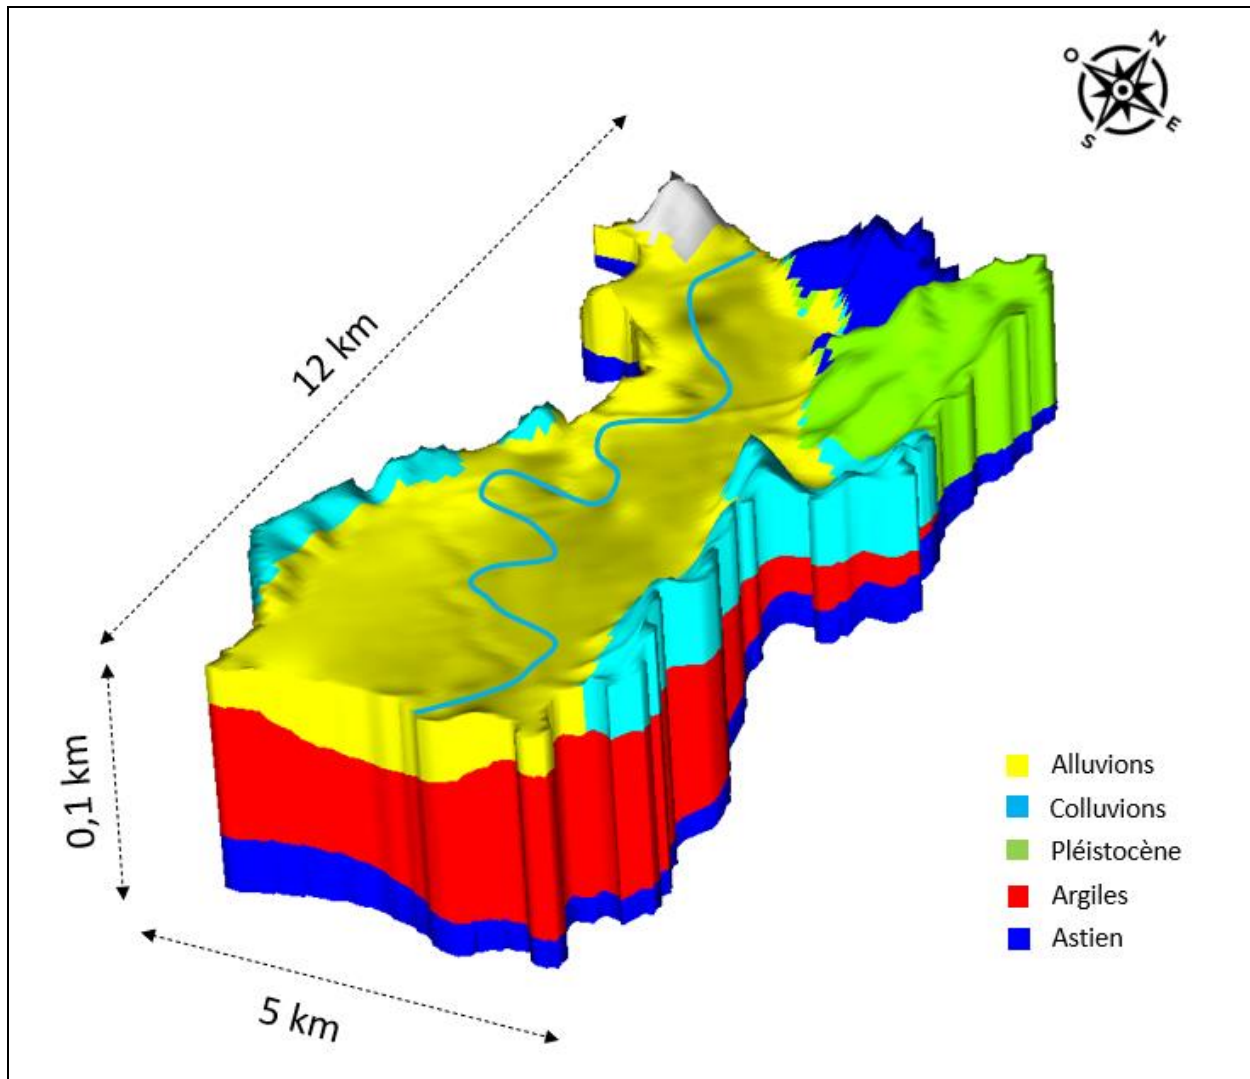 N
O
E
S
12 km
0,1 km
5 km
Alluvions
Colluvions
Pléistocène
Argiles
Astien